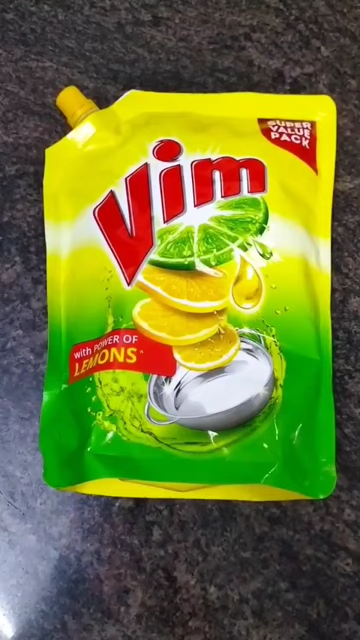 SUPER
VALUE
PACK
Vim
with POWER OF
LEMONS*